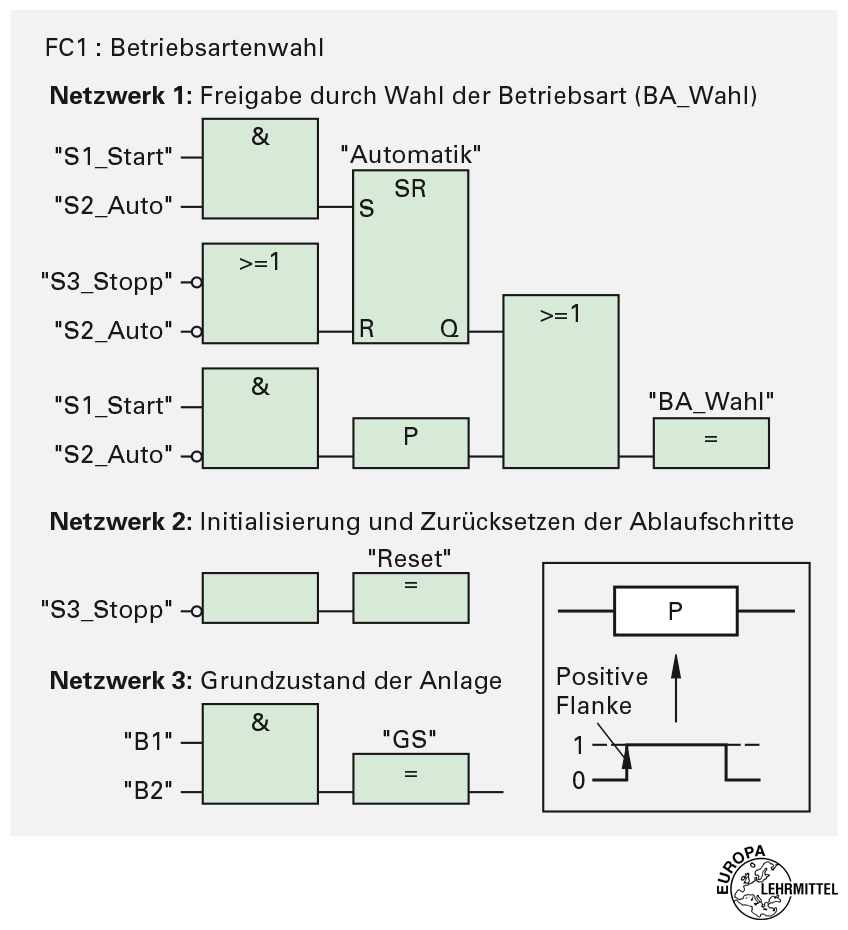 FC1 : Betriebsartenwahl
Netzwerk 1: Freigabe durch Wahl der Betriebsart (BA_Wahl)
&
"S1_Start"
"Automatik"
SR
"S2_Auto"
S
>=1
"S3_Stopp"
"S2_Auto"
R
Q
>=1
&
"S1_Start"
"BA_Wahl"
"S2_Auto"
P
=
Netzwerk 2: Initialisierung und Zurücksetzen der Ablaufschritte
"Reset"
=
"S3_Stopp"
P
Netzwerk 3: Grundzustand der Anlage
&
"B1"
"GS"
=
"B2"
Positive
Flanke
1
0
EUROPA
LEHRMITTEL